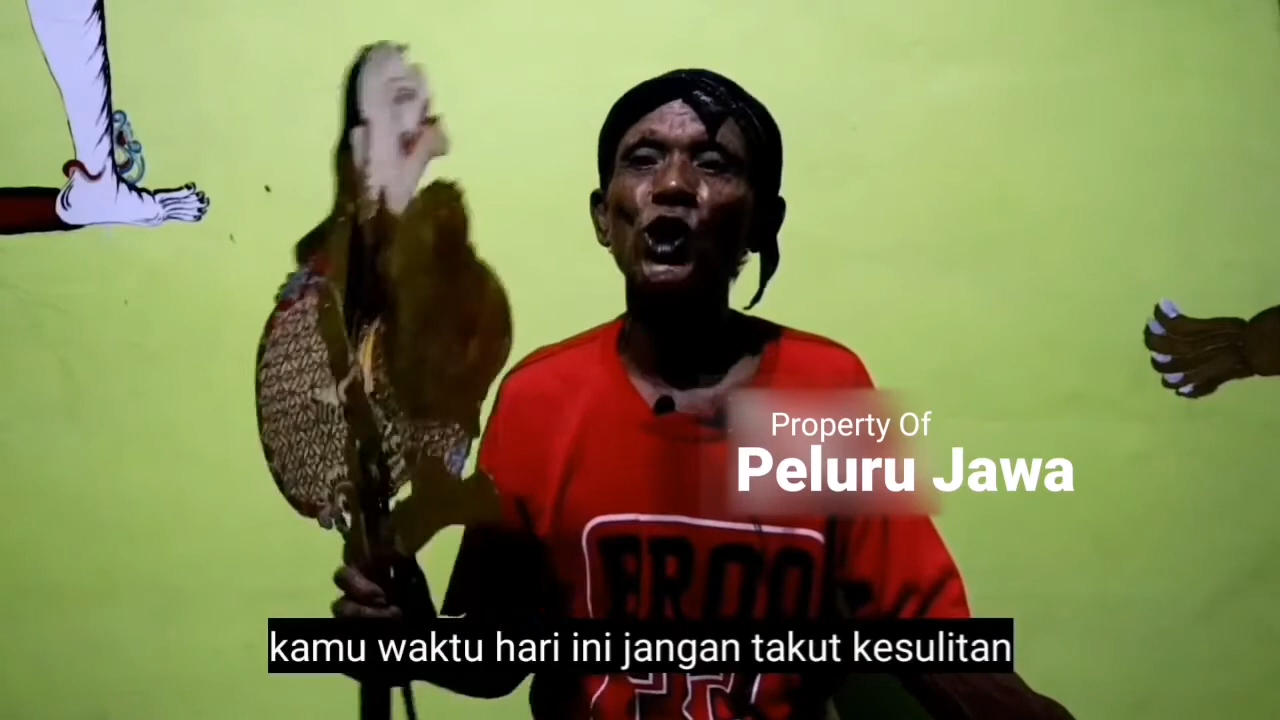 Property Of
Peluru Jawa
kamu waktu hari ini jangan takut kesulitan